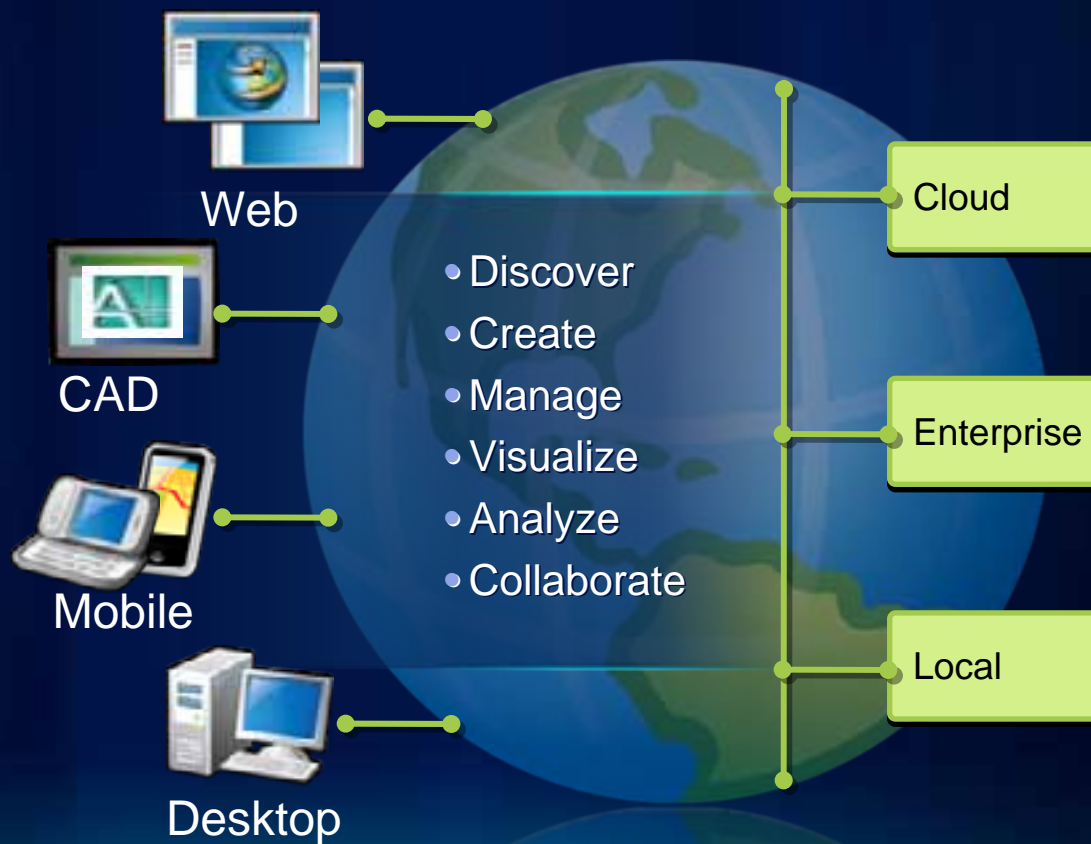 Web
CAD
Mobile
Desktop
• Discover
• Create
• Manage
• Visualize
• Analyze
• Collaborate
Cloud
Enterprise
Local